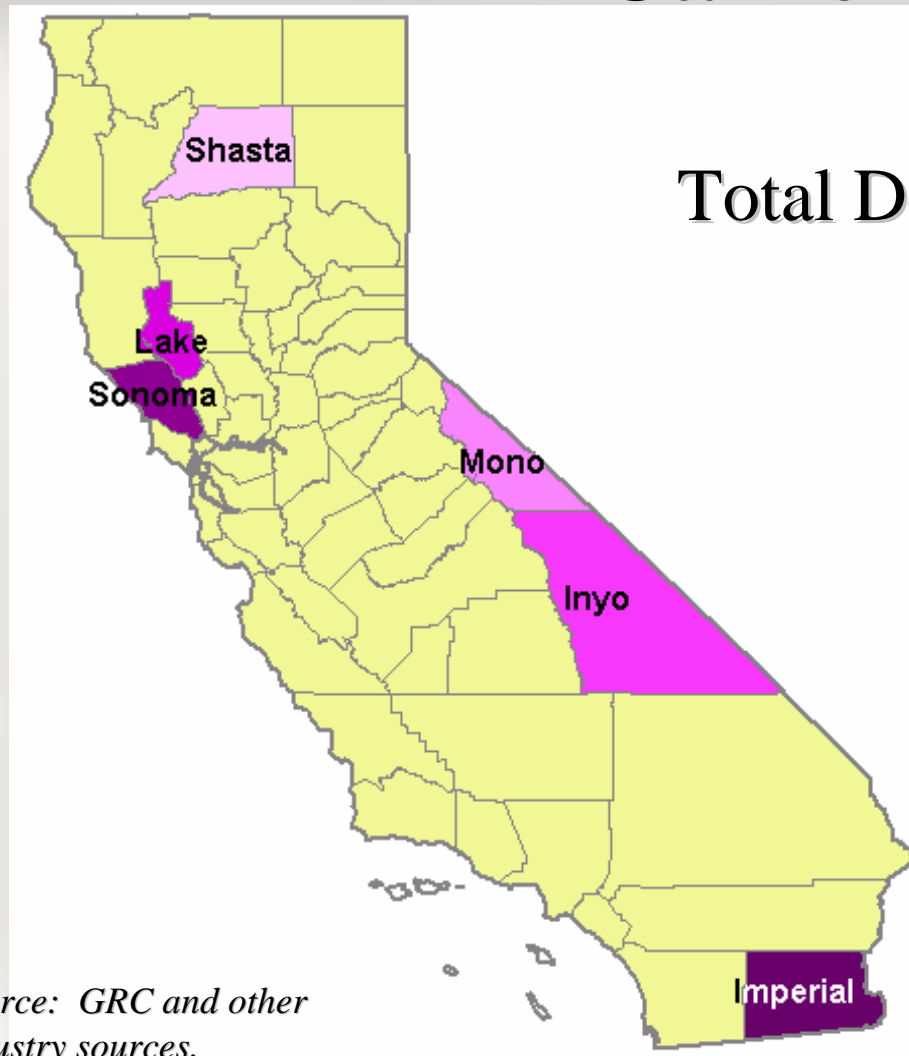 Shasta
Total D
Lake
Sonoma
Mono
Inyo
Imperial
rce: GRC and other
ustry sources.